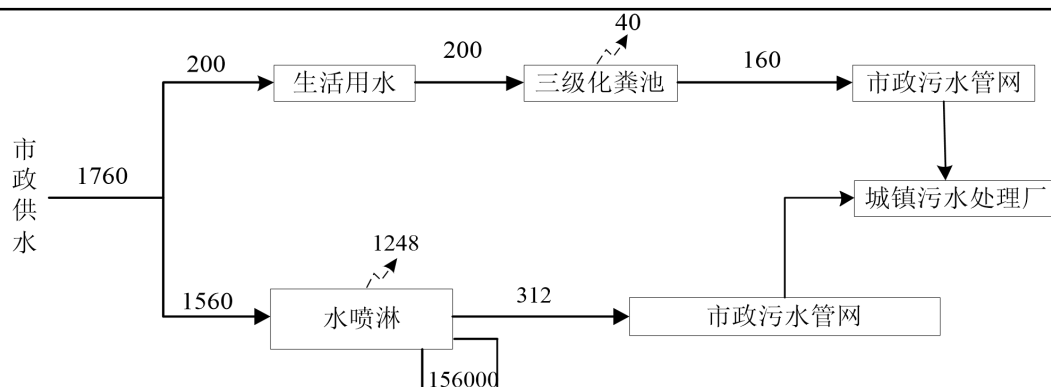 40
200
生活用水
200
三级化粪池
160
市政污水管网
市政供水
1760
城镇污水处理厂
1248
1560
水喷淋
312
市政污水管网
156000